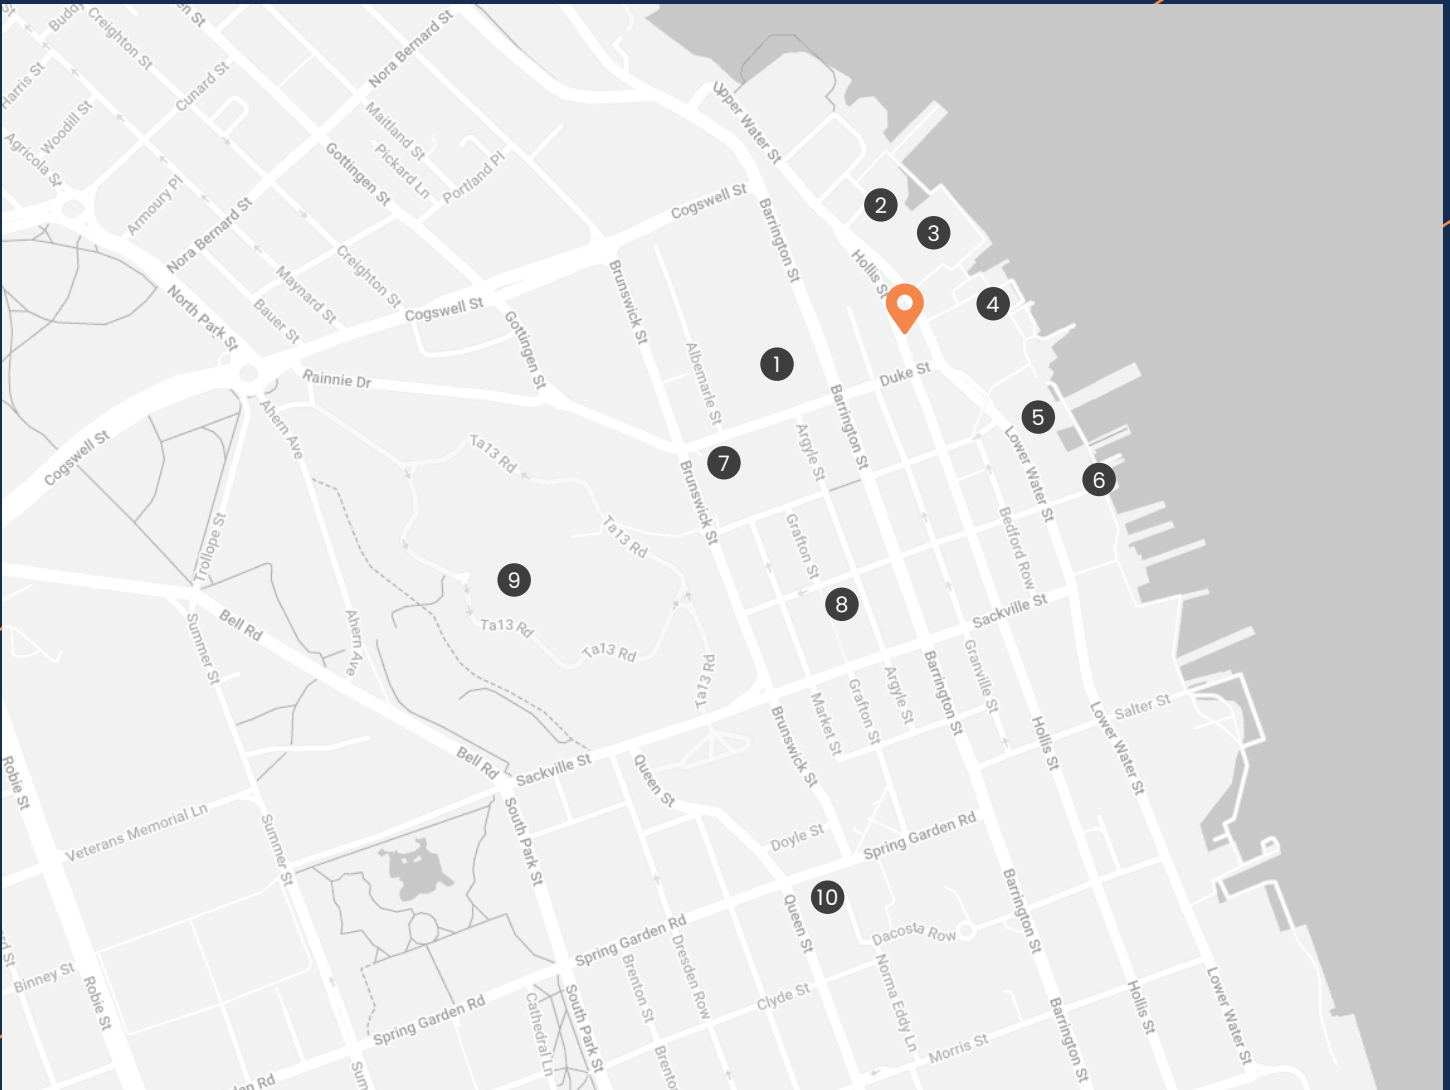 Buddy
Creighton St
en St
Nora Bernard St
Harris St
Cunard St
Woodill St
Maitland St
Upper Water St
Agricola St
Pickard Ln
Gottingen St
Portland Pl
Armoury Pl
Cogswell St
2
Barrington St
3
Nora Bernard St
Creighton St
Hollis St
Brunswick St
Maynard St
North Park St
Bauer St
Cogswell St
4
Gottingen St
Albemarle St
1
Rainnie Dr
Duke St
Ahern Ave
Barrington St
5
Cogswell St
Ta13 Rd
Argyle St
Lower Water St
7
6
Brunswick St
Trollope St
Ta13 Rd
Grafton St
Bedford Row
9
8
Summer St
Bell Rd
Ahern Ave
Ta13 Rd
Ta13 Rd
Sackville St
Ta13 Rd
Barrington St
Granville St
Market St
Grafton St
Argyle St
Salter St
Brunswick St
Hollis St
Lower Water St
Robie St
Bell Rd
Sackville St
Queen St
Veterans Memorial Ln
Summer St
South Park St
Doyle St
Spring Garden Rd
10
Barrington St
Queen St
Spring Garden Rd
Dacosta Row
rd St
Binney St
Dresden Row
Brenton St
Norma Eddy Ln
Robie St
Spring Garden Rd
Cathedral Ln
South Park St
Clyde St
Barrington St
Hollis St
Lower Water St
Morris St
Sum
Brento
den Rd